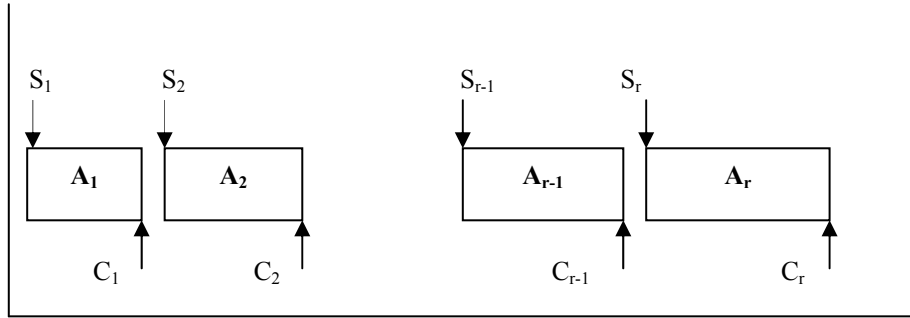 S₁ S₂ Sᵣ₋₁ Sᵣ
A₁ A₂ Aᵣ₋₁ Aᵣ
C₁ C₂ Cᵣ₋₁ Cᵣ